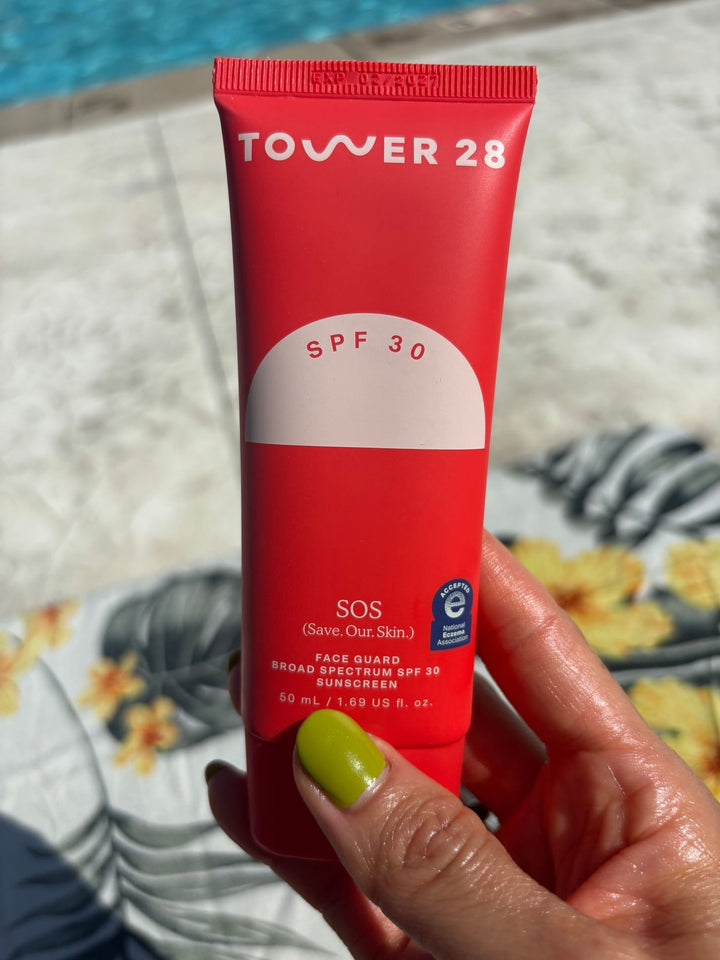 EXP 02/2027
TOWER 28
SPF 30
SOS
(Save. Our. Skin.)
ACCEPTED
e
National
Eczema
Association
FACE GUARD
BROAD SPECTRUM SPF 30
SUNSCREEN
50 mL / 1.69 US fl. oz.